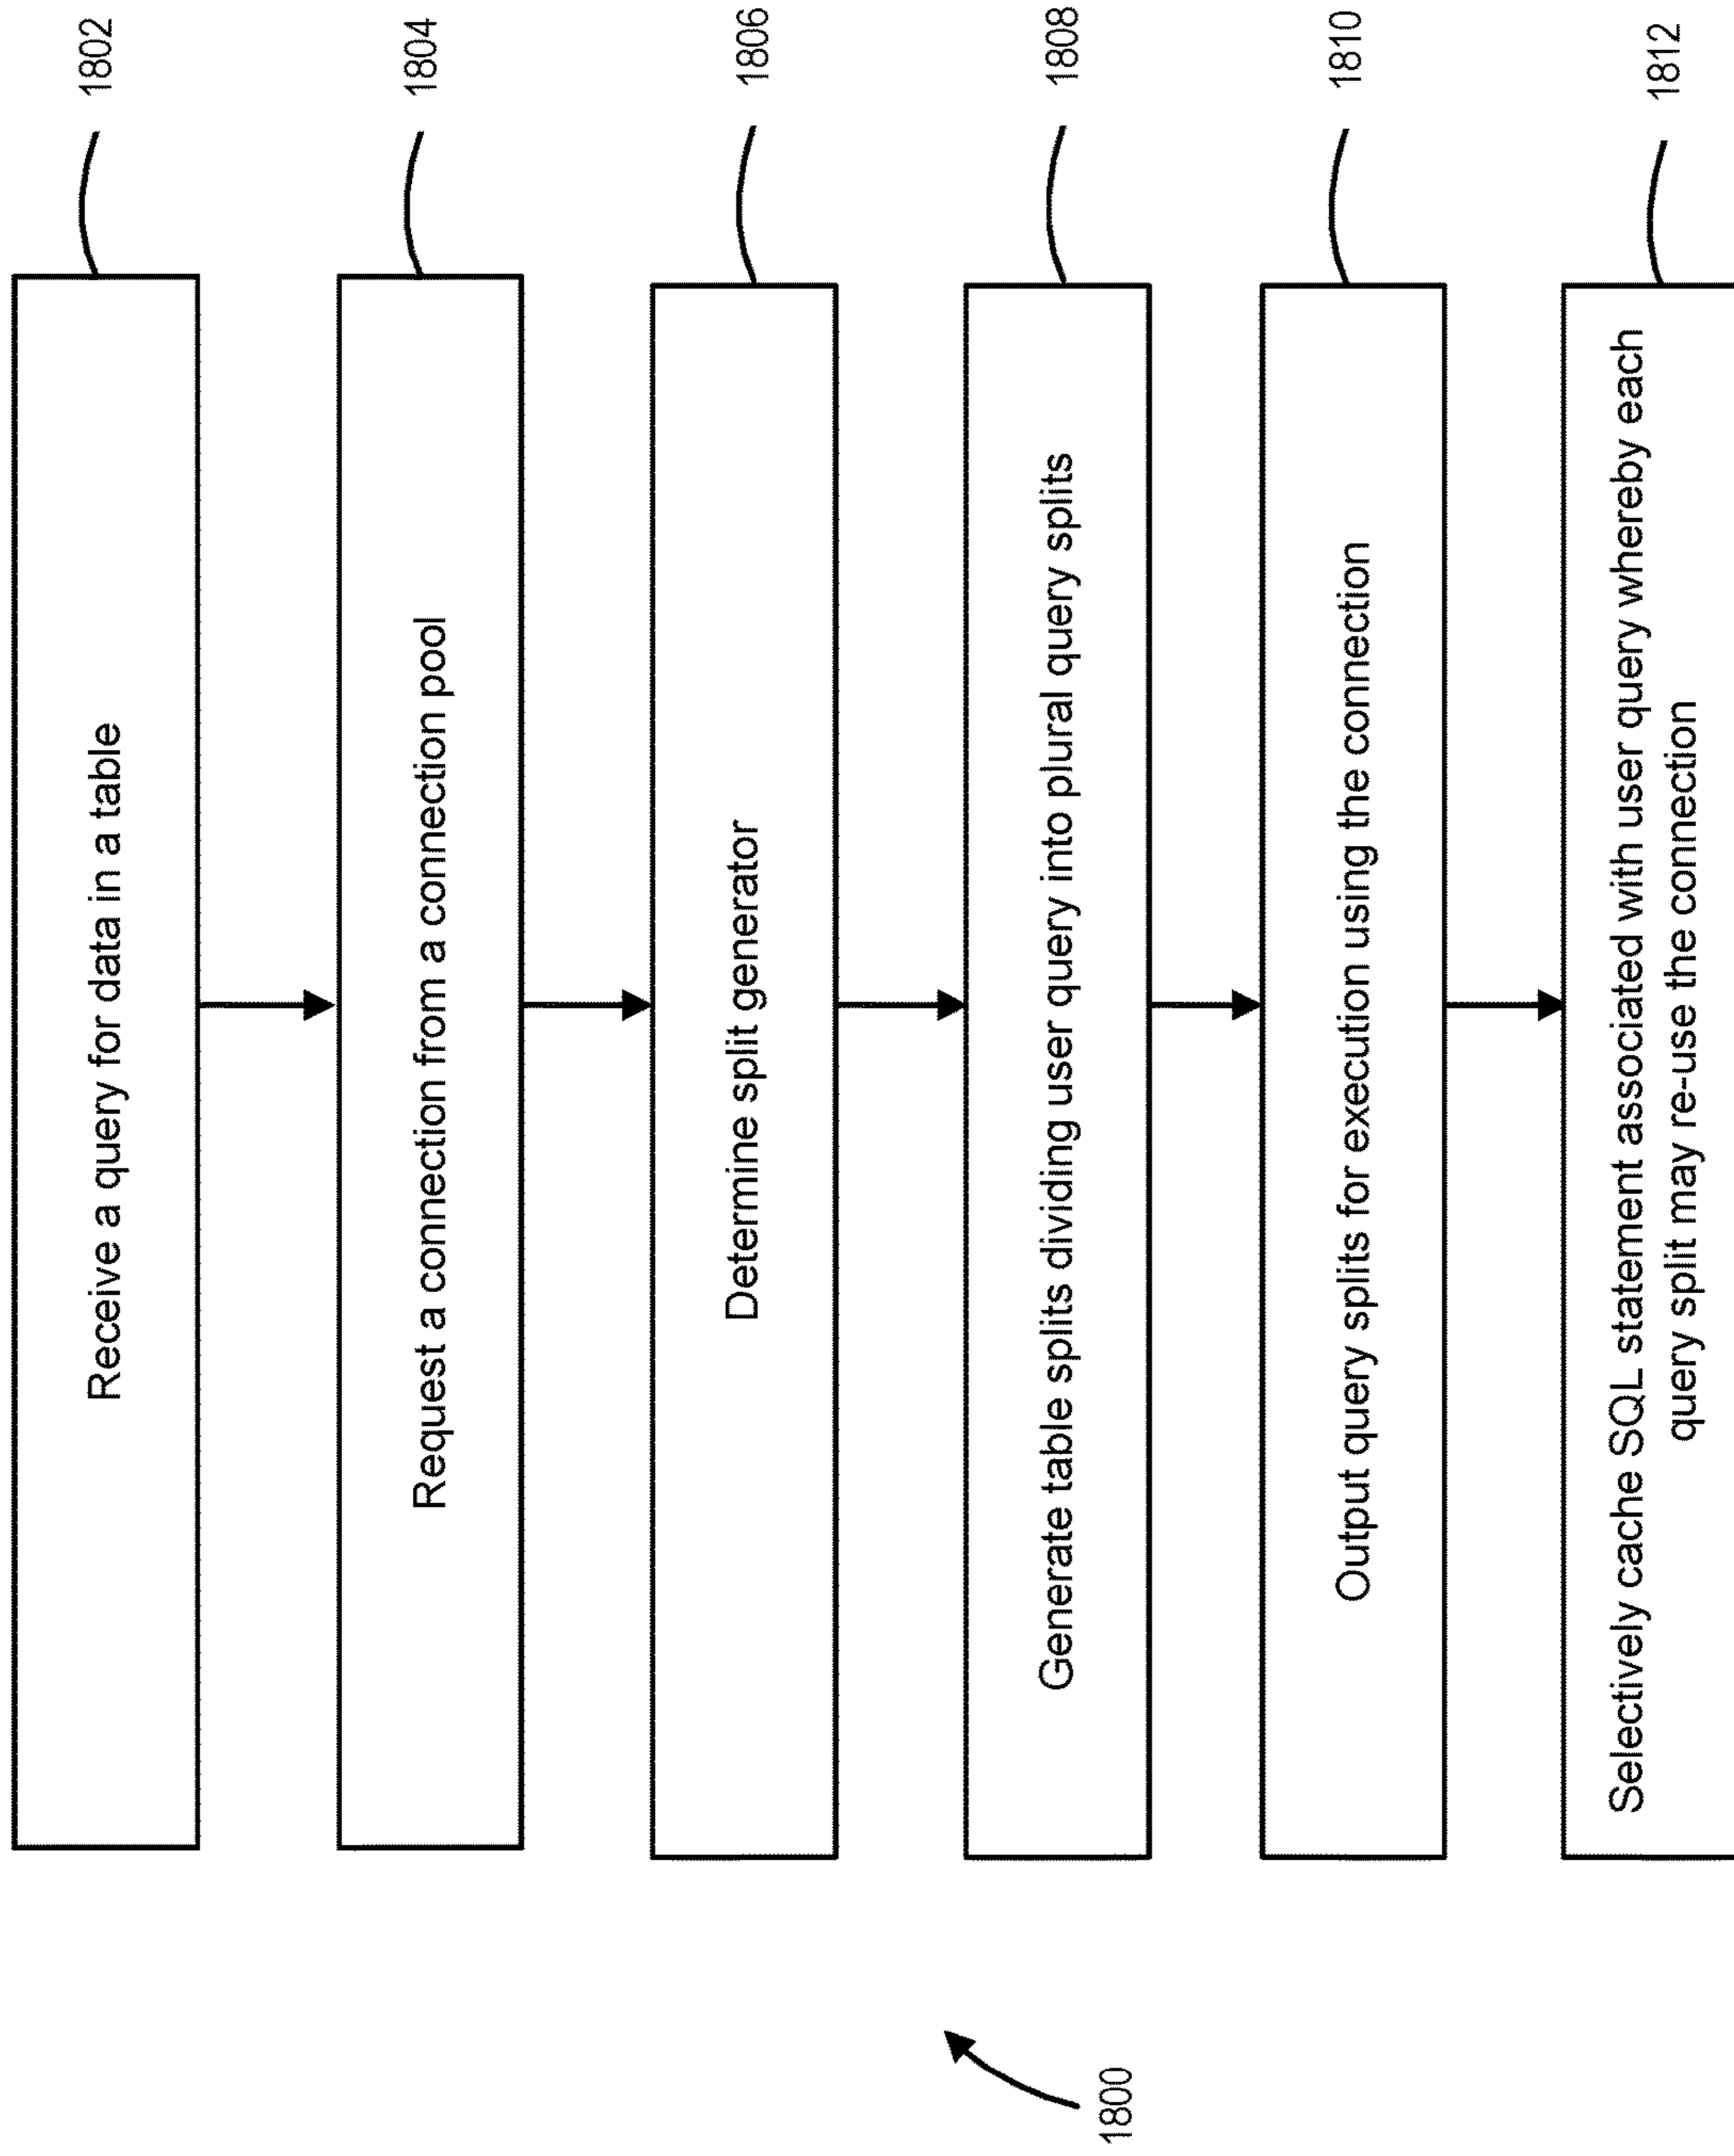 Receive a query for data in a table
1802
Request a connection from a connection pool
1804
Determine split generator
1806
Generate table splits dividing user query into plural query splits
1808
Output query splits for execution using the connection
1810
Selectively cache SQL statement associated with user query whereby each
query split may re-use the connection
1812
1800